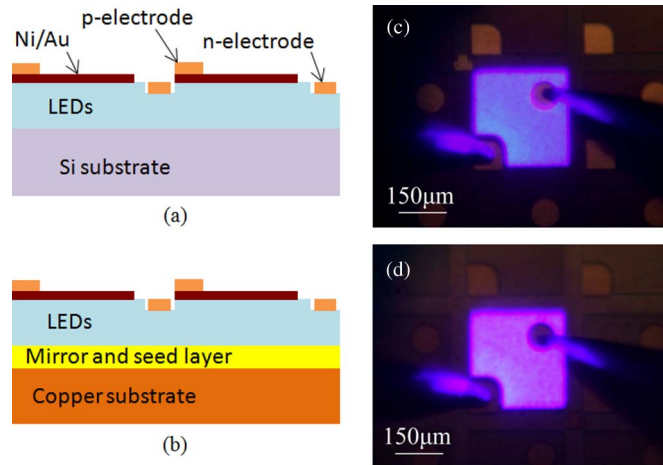 p-electrode
Ni/Au
n-electrode
LEDs
Si substrate
(a)
LEDs
Mirror and seed layer
Copper substrate
(b)
(c)
150μm
(d)
150μm